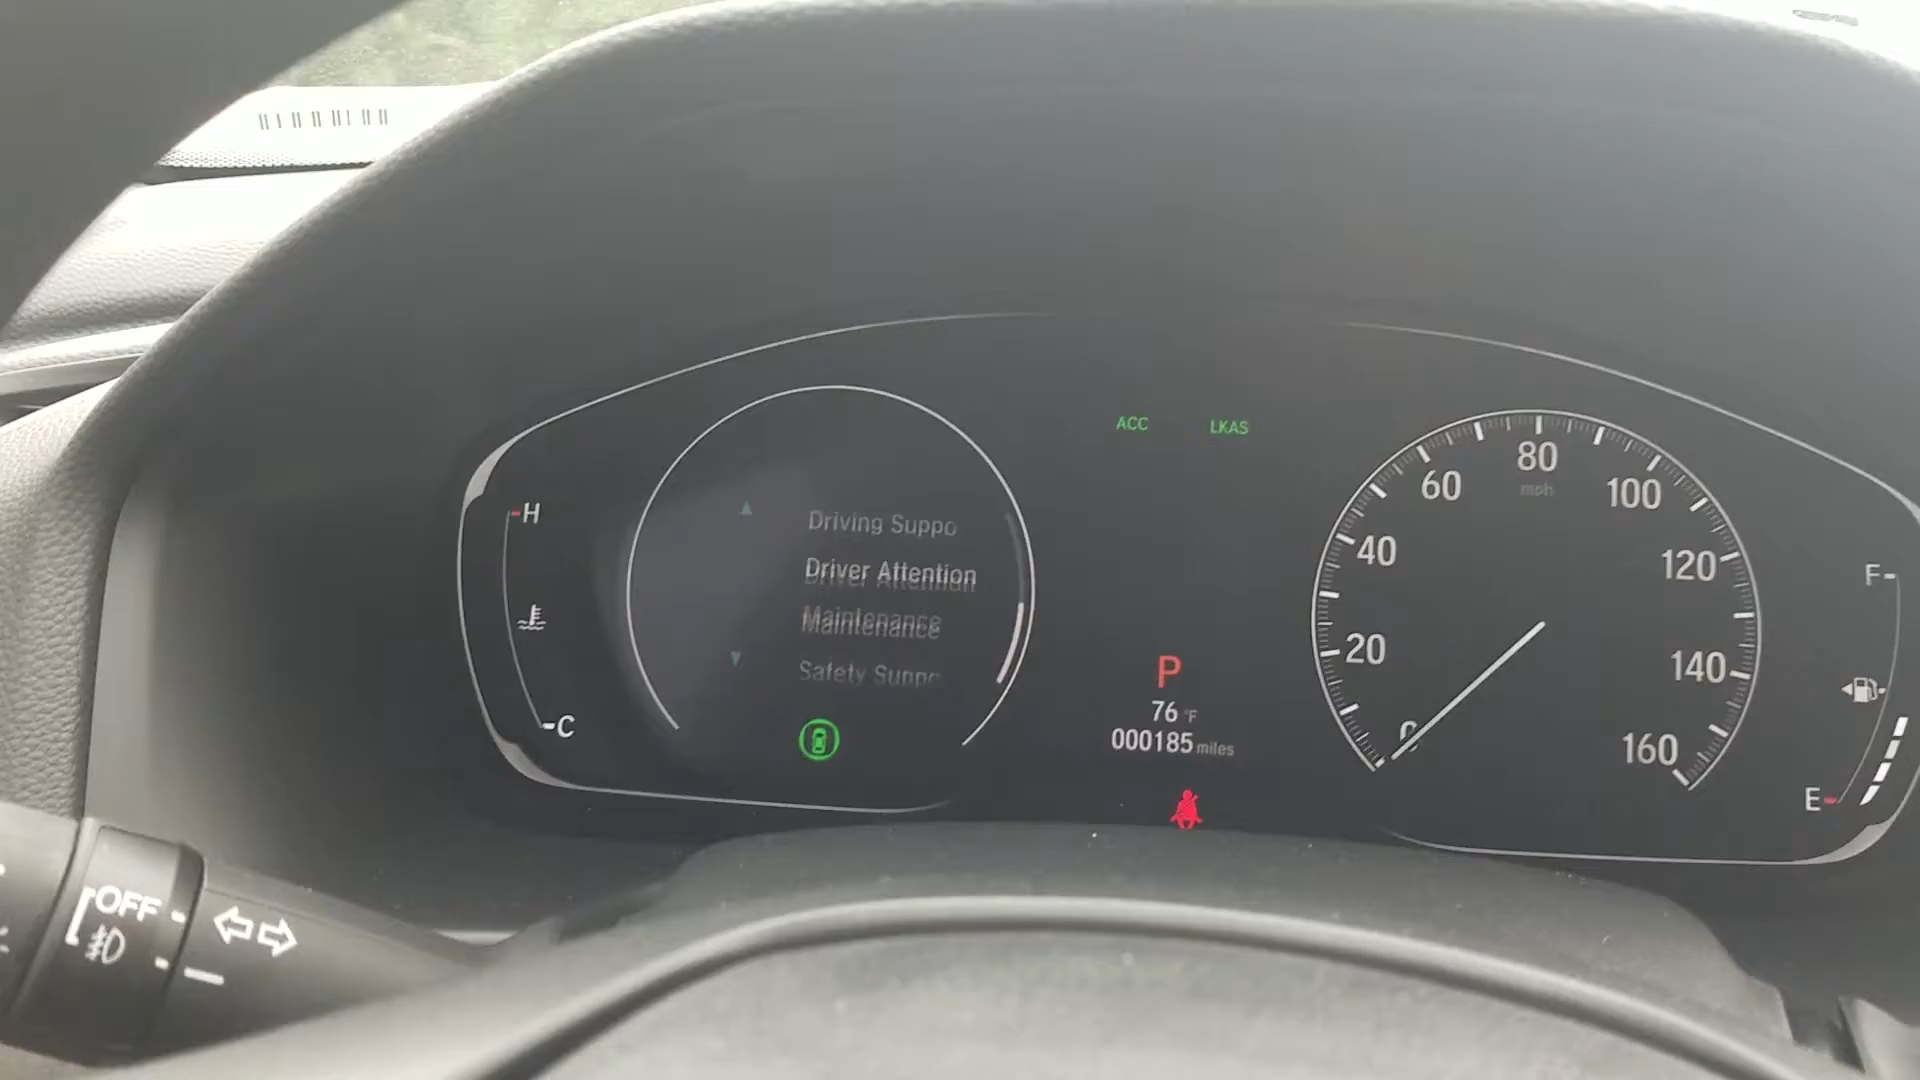 ACC LKAS
H
C
Driving Suppo
Driver Attention
Maintenance
Safety Suppo
P
76 °F
000185 miles
0
20
40
60
80
mph
100
120
140
160
F
E
OFF